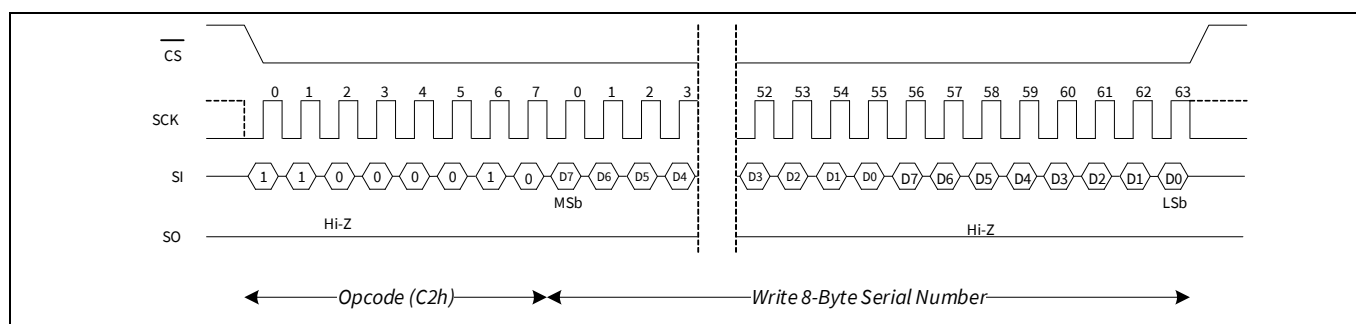 CS
0 1 2 3 4 5 6 7 0 1 2 3 52 53 54 55 56 57 58 59 60 61 62 63
SCK
SI 1 1 0 0 0 0 1 0 D7 D6 D5 D4 D3 D2 D1 D0 D7 D6 D5 D4 D3 D2 D1 D0
MSb LSb
Hi-Z Hi-Z
SO
Opcode (C2h) Write 8-Byte Serial Number